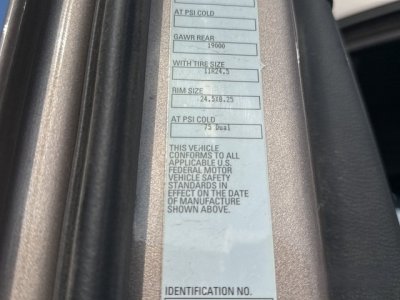 AT PSI COLD
GAWR REAR
19000
WITH TIRE SIZE
11R24.5
RIM SIZE
24.5X8.25
AT PSI COLD
75 Dual
THIS VEHICLE
CONFORMS TO ALL
APPLICABLE U.S.
FEDERAL MOTOR
VEHICLE SAFETY
STANDARDS IN
EFFECT ON THE DATE
OF MANUFACTURE
SHOWN ABOVE.
IDENTIFICATION NO.